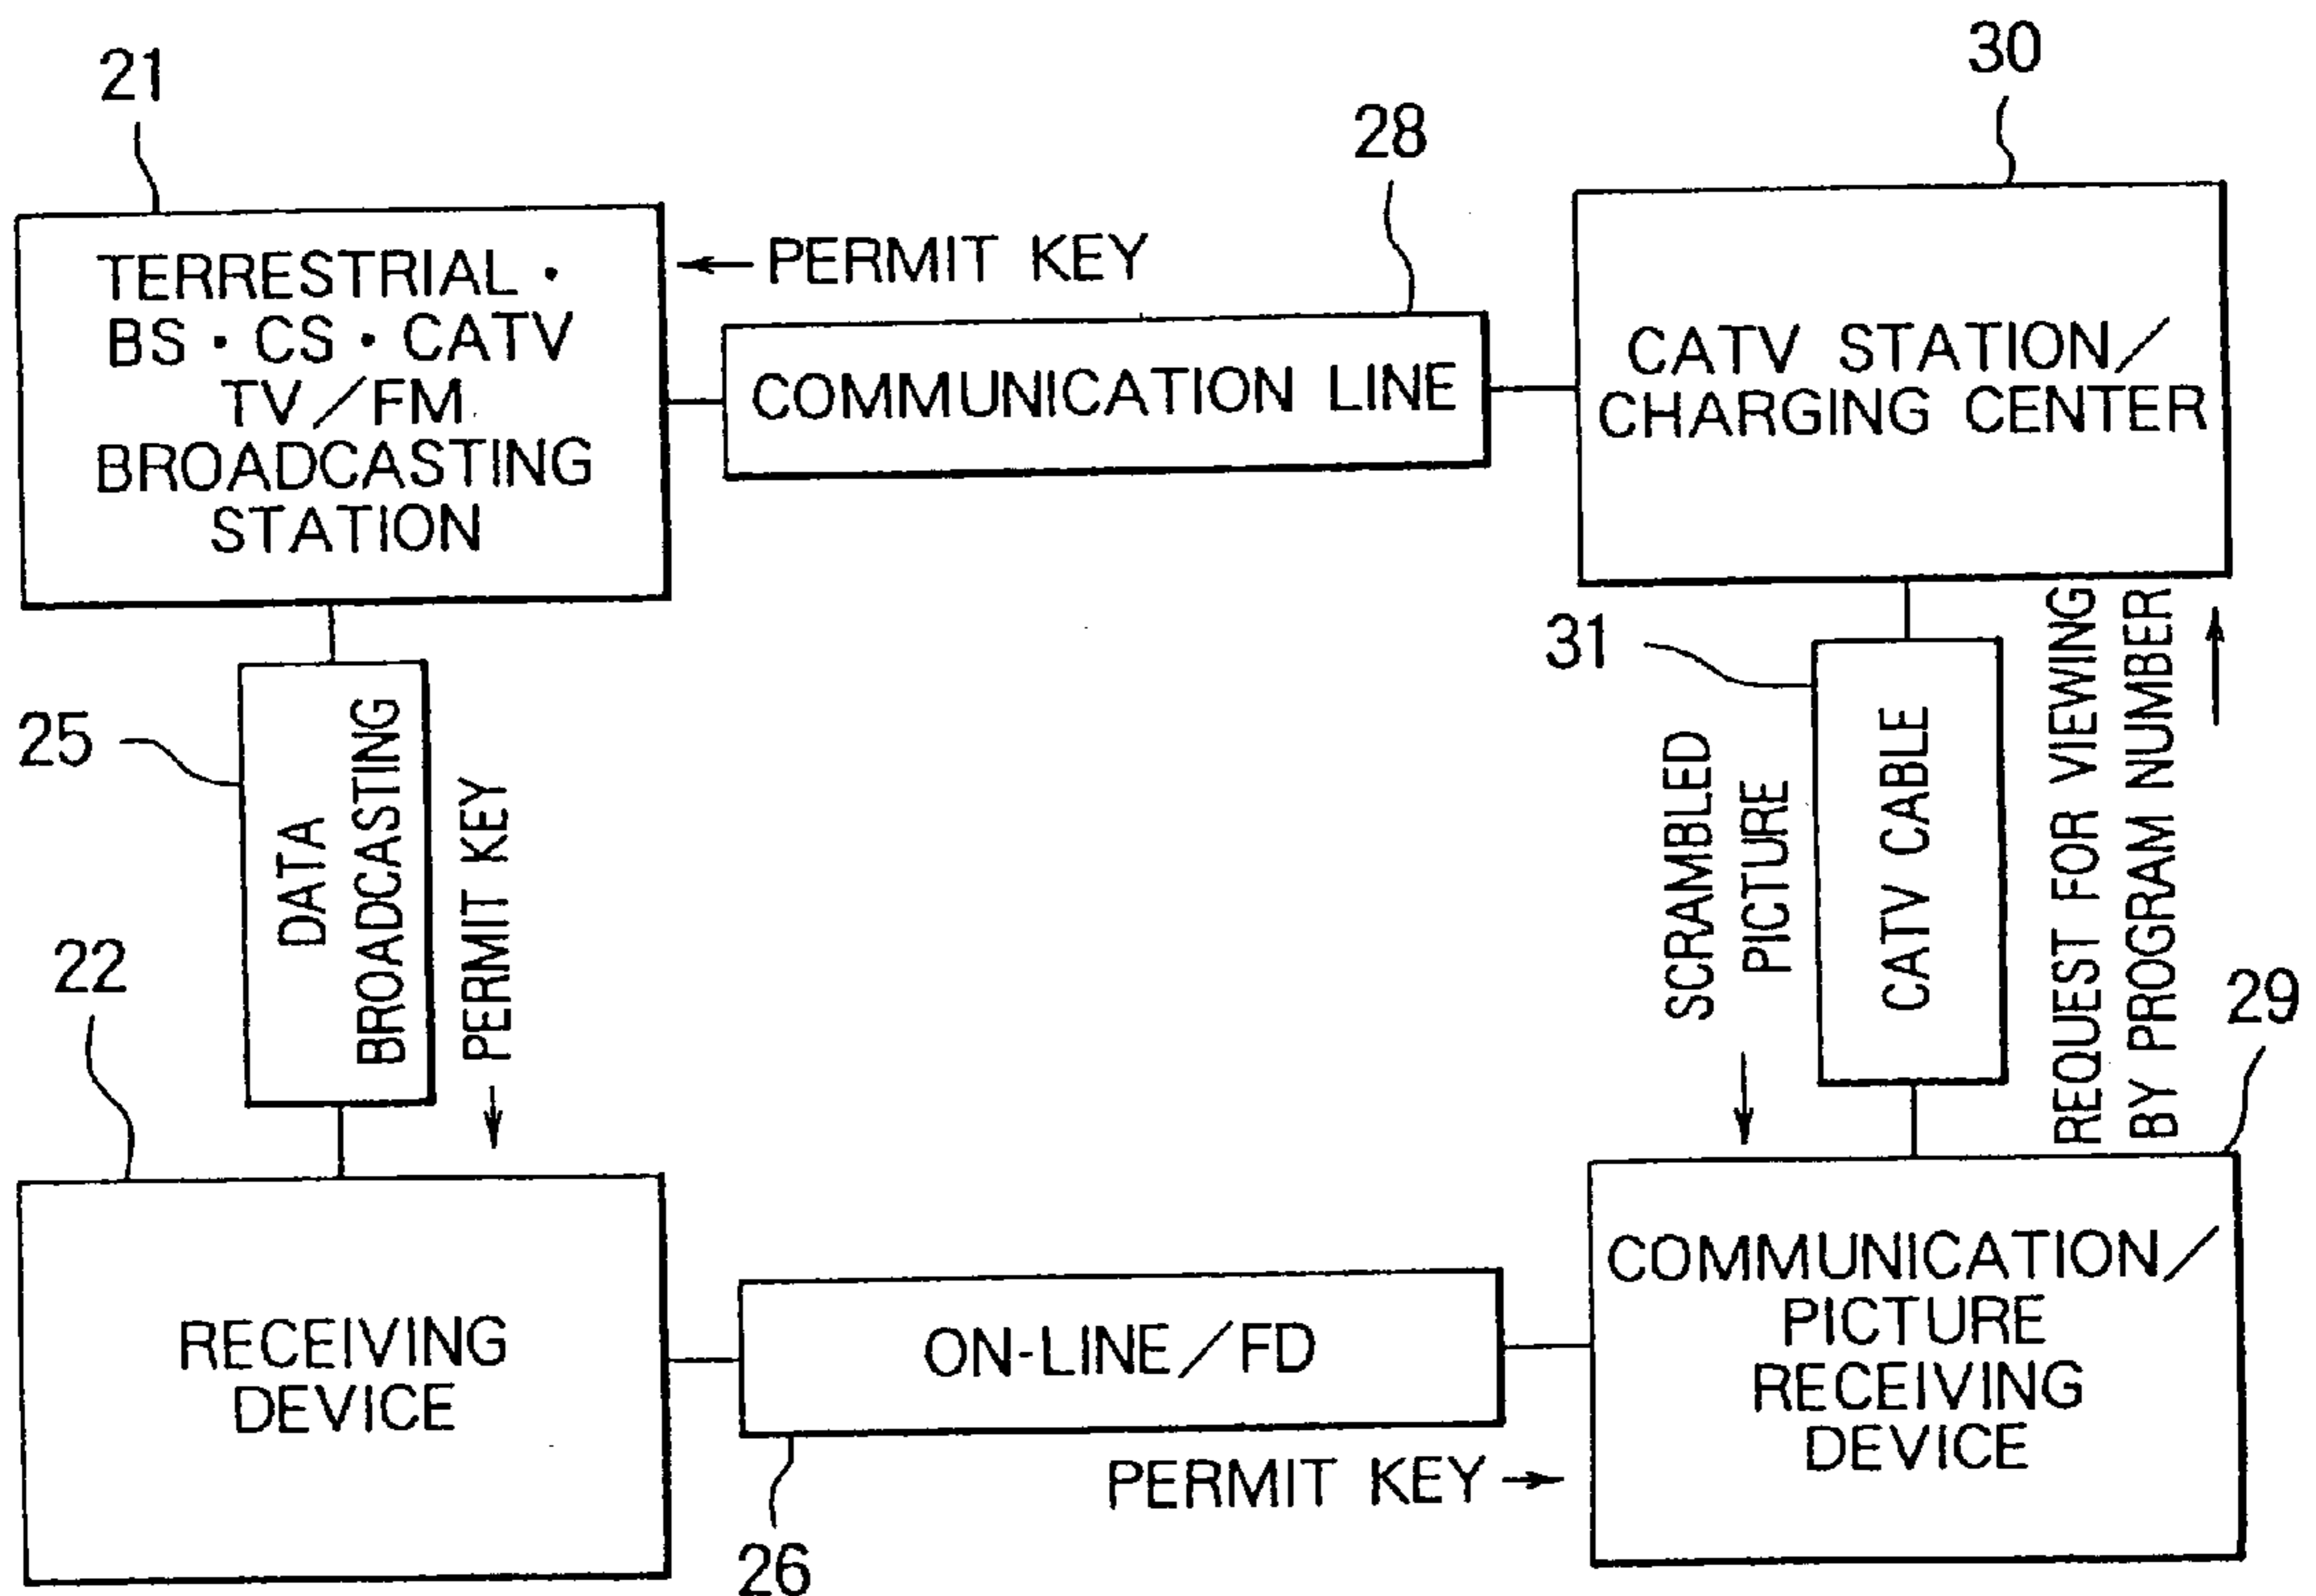 21
30
28
TERRESTRIAL ·
BS · CS · CATV
TV/FM
BROADCASTING
STATION
← PERMIT KEY
COMMUNICATION LINE
CATV STATION/
CHARGING CENTER
25
DATA
BROADCASTING
PERMIT KEY
31
SCRAMBLED
PICTURE
CATV CABLE
REQUEST FOR VIEWING
BY PROGRAM NUMBER
22
29
RECEIVING
DEVICE
ON-LINE/FD
26
PERMIT KEY →
COMMUNICATION/
PICTURE
RECEIVING
DEVICE